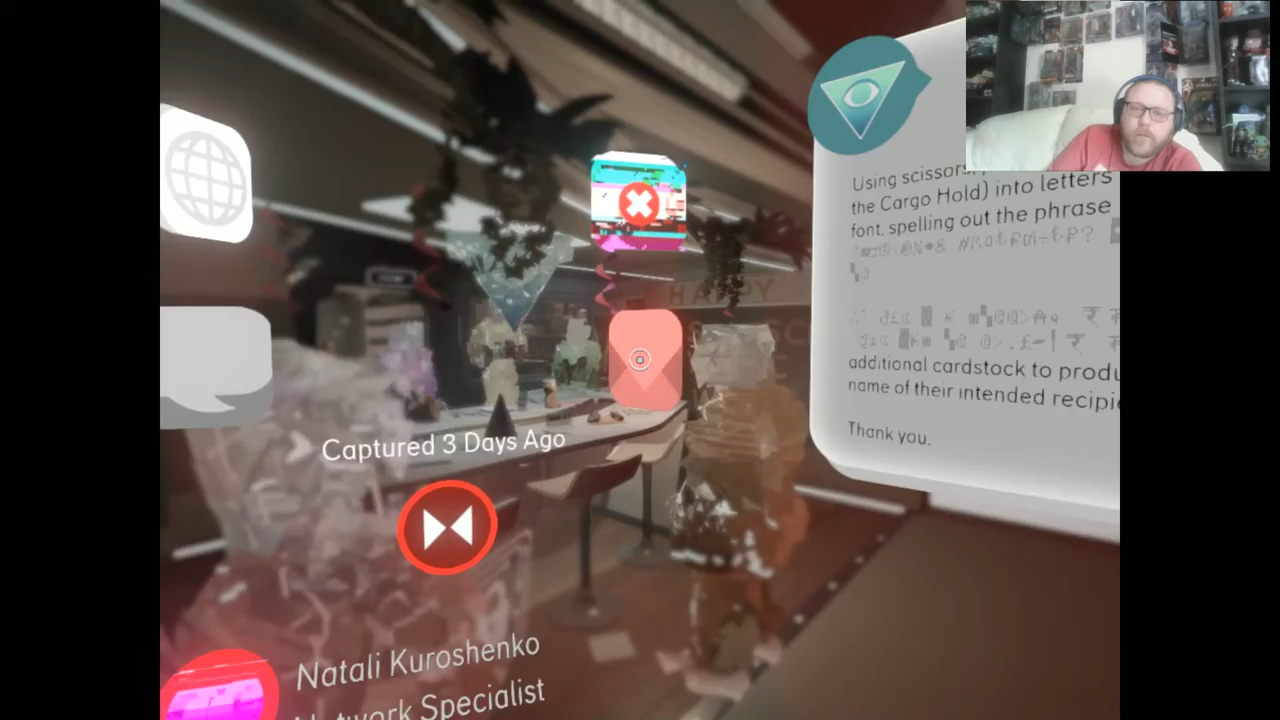 Using scissors,
the Cargo Hold) into letters
font, spelling out the phrase
additional cardstock to produ
name of their intended recipie
Thank you.
HAPPY
Captured 3 Days Ago
Natali Kuroshenko
Network Specialist